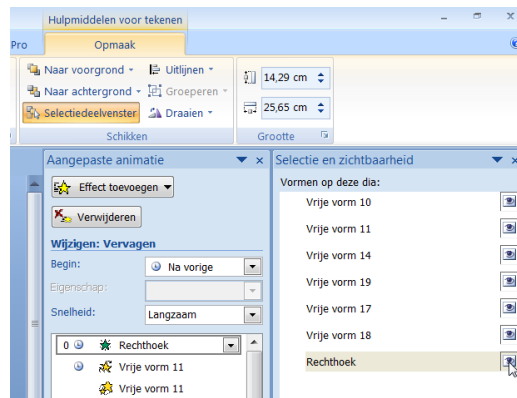 Hulpmiddelen voor tekenen
Pro
Opmaak
Naar voorgrond
Uitlijnen
14,29 cm
Naar achtergrond
Groeperen
Selectiedeelvenster
Draaien
25,65 cm
Schikken
Grootte
Aangepaste animatie
Selectie en zichtbaarheid
Effect toevoegen
Vormen op deze dia:
Vrije vorm 10
Verwijderen
Vrije vorm 11
Wijzigen: Vervagen
Vrije vorm 14
Begin:
Na vorige
Vrije vorm 19
Eigenschap:
Vrije vorm 17
Snelheid:
Langzaam
Vrije vorm 18
0
Rechthoek
Rechthoek
Vrije vorm 11
Vrije vorm 11